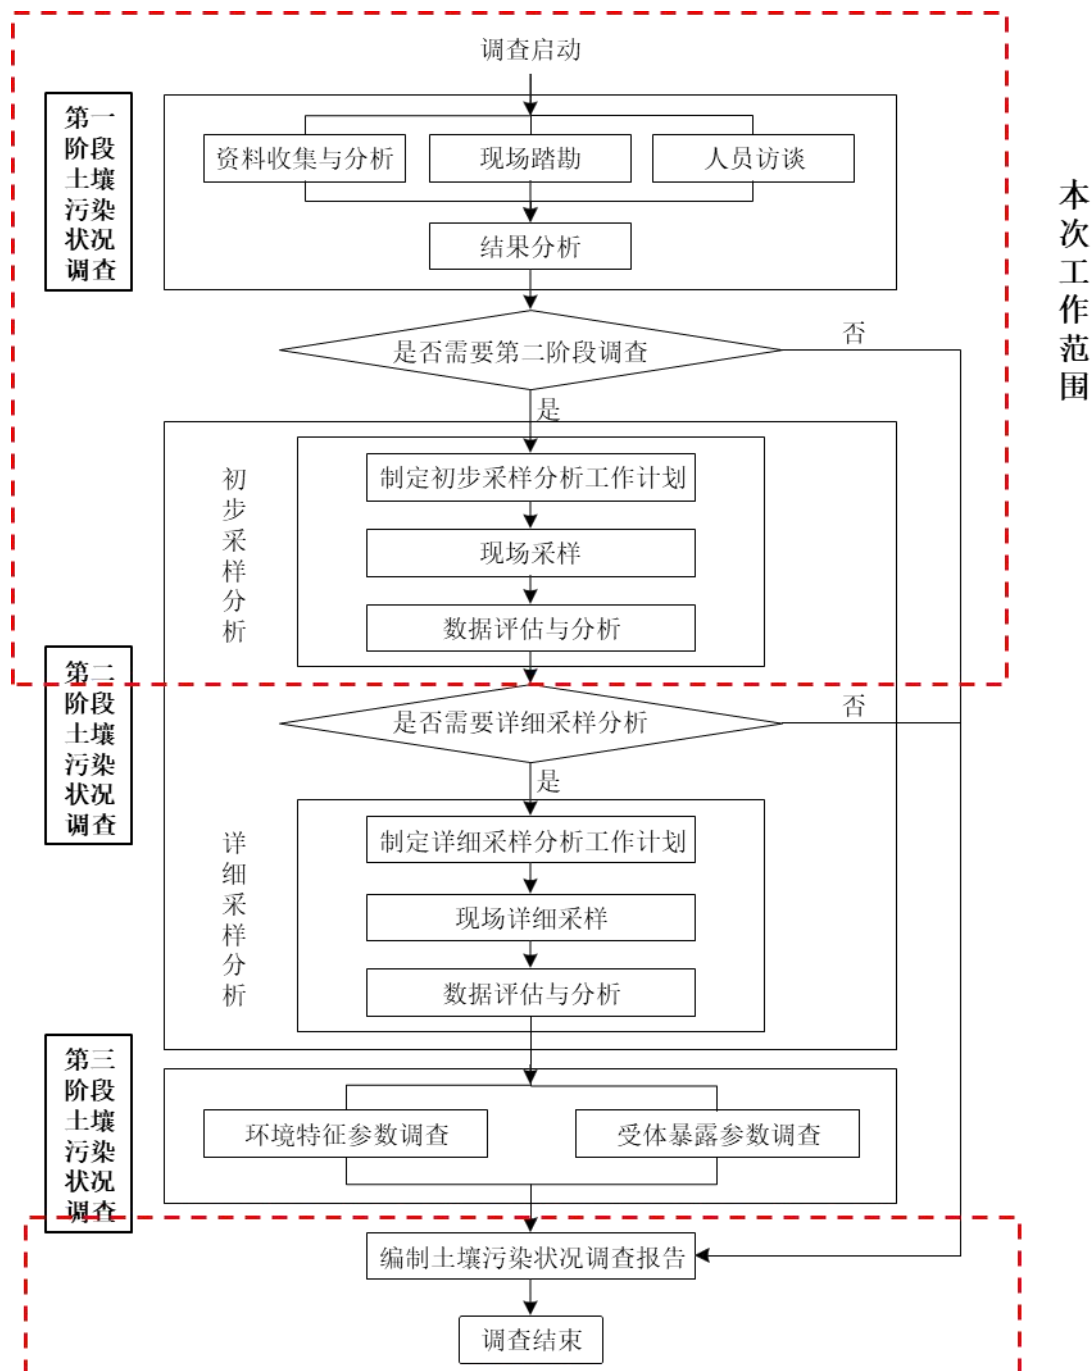 调查启动
第一
阶段
土壤
污染
状况
调查
资料收集与分析
现场踏勘
人员访谈
结果分析
本次工作范围
是否需要第二阶段调查
否
是
初步采样分析
制定初步采样分析工作计划
现场采样
数据评估与分析
第二
阶段
土壤
污染
状况
调查
是否需要详细采样分析
否
是
详细采样分析
制定详细采样分析工作计划
现场详细采样
数据评估与分析
第三
阶段
土壤
污染
状况
调查
环境特征参数调查
受体暴露参数调查
编制土壤污染状况调查报告
调查结束